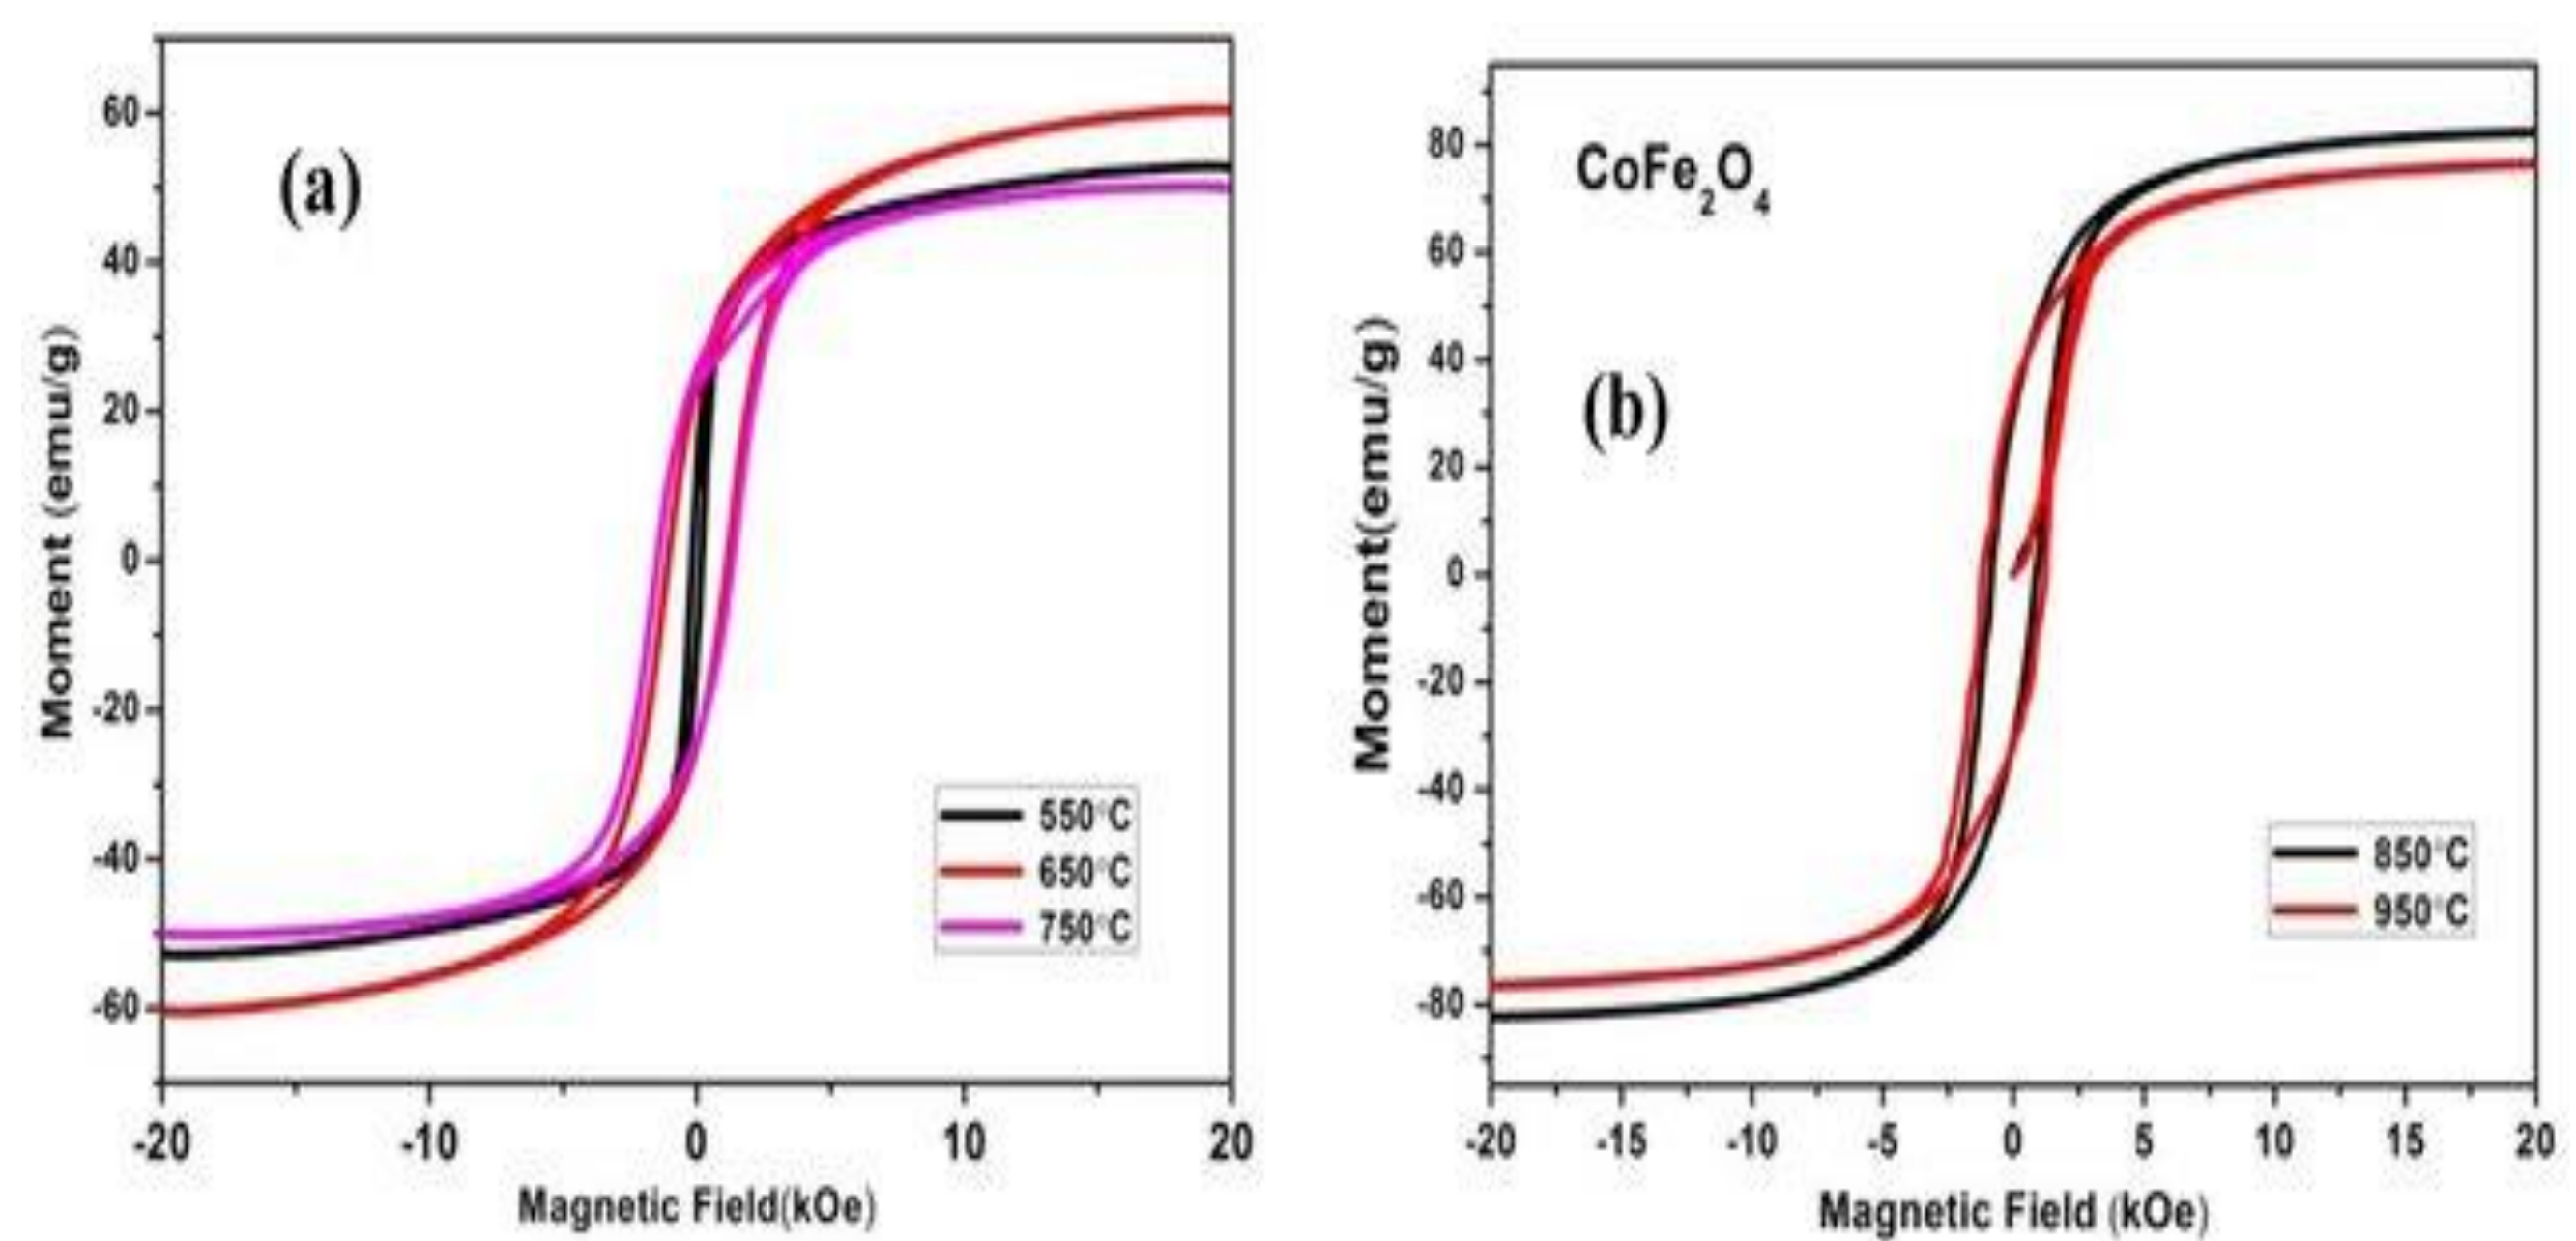 (a)
Moment (emu/g)
60
40
20
0
-20
-40
-60
550°C
650°C
750°C
-20
-10
0
10
20
Magnetic Field(kOe)
CoFe₂O₄
(b)
Moment(emu/g)
80
60
40
20
0
-20
-40
-60
-80
850°C
950°C
-20
-15
-10
-5
0
5
10
15
20
Magnetic Field (kOe)